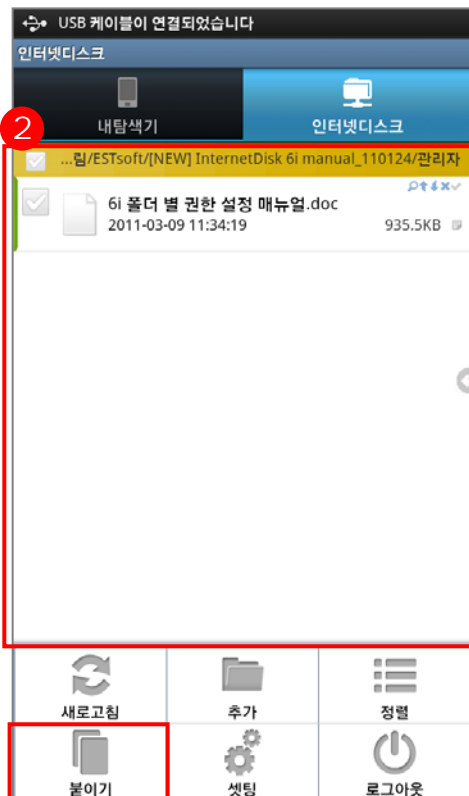 USB 케이블이 연결되었습니다
인터넷디스크
내탐색기
인터넷디스크
2
...림/ESTsoft/[NEW] InternetDisk 6i manual_110124/관리자
6i 폴더 별 권한 설정 매뉴얼.doc
2011-03-09 11:34:19
935.5KB
새로고침
추가
정렬
붙이기
셋팅
로그아웃